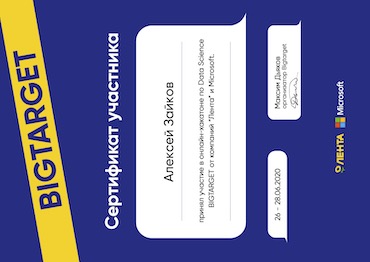 BIGTARGET
Сертификат участника
Алексей Зайков
принял участие в онлайн-хакатоне по Data Science
BIGTARGET от компаний "Лента" и Microsoft.
26 – 28.06.2020
Максим Дьяков
организатор Bigtarget
ЛЕНТА
Microsoft